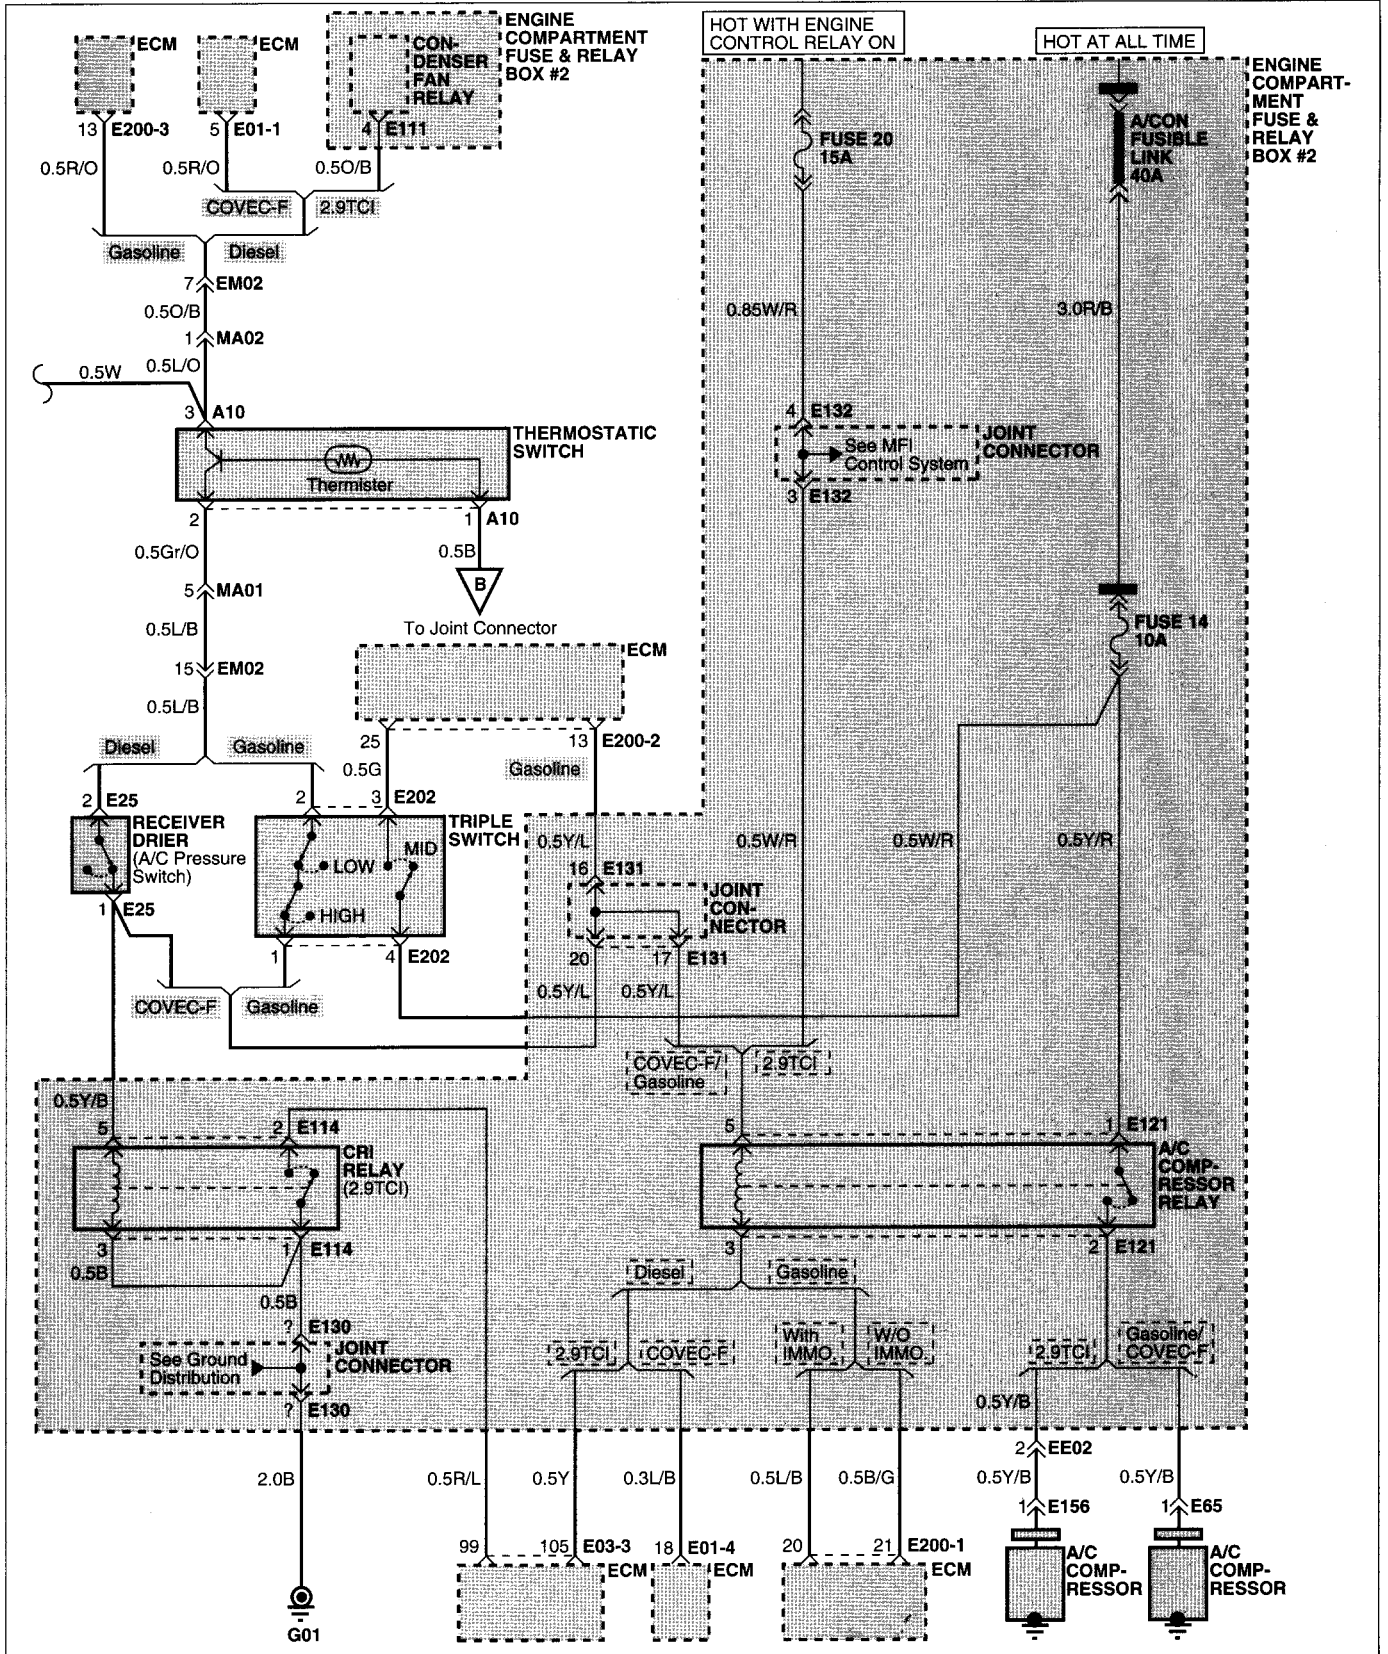 ECM
ECM
CON-
DENSER
FAN
RELAY
ENGINE
COMPARTMENT
FUSE & RELAY
BOX #2
HOT WITH ENGINE
CONTROL RELAY ON
HOT AT ALL TIME
ENGINE
COMPART-
MENT
FUSE &
RELAY
BOX #2
13 E200-3
5 E01-1
4 E111
FUSE 20
15A
A/CON
FUSIBLE
LINK
40A
0.5R/O
0.5R/O
0.5O/B
COVEC-F
2.9TCI
Gasoline
Diesel
7 EM02
0.5O/B
0.85W/R
3.0R/B
1 MA02
0.5W
0.5L/O
3 A10
4 E132
THERMOSTATIC
SWITCH
Thermister
See MFI
Control System
JOINT
CONNECTOR
3 E132
2
1 A10
0.5Gr/O
0.5B
5 MA01
B
To Joint Connector
0.5L/B
FUSE 14
10A
15 EM02
ECM
0.5L/B
25
13 E200-2
Diesel
Gasoline
0.5G
Gasoline
2 E25
2
3 E202
RECEIVER
DRIER
(A/C Pressure
Switch)
TRIPLE
SWITCH
LOW
MID
HIGH
0.5Y/L
0.5W/R
0.5W/R
0.5Y/R
16 E131
JOINT
CON-
NECTOR
1 E25
1
4 E202
20
17 E131
COVEC-F
Gasoline
0.5Y/L
0.5Y/L
COVEC-F/
Gasoline
2.9TCI
0.5Y/B
5
2 E114
5
1 E121
CRI
RELAY
(2.9TCI)
A/C
COMP-
RESSOR
RELAY
3
1 E114
3
2 E121
0.5B
0.5B
Diesel
Gasoline
? E130
See Ground
Distribution
JOINT
CONNECTOR
2.9TCI
COVEC-F
With
IMMO.
W/O
IMMO.
2.9TCI
Gasoline/
COVEC-F
? E130
0.5Y/B
2 EE02
2.0B
0.5R/L
0.5Y
0.3L/B
0.5L/B
0.5B/G
0.5Y/B
0.5Y/B
1 E156
1 E65
99
105 E03-3
18 E01-4
20
21 E200-1
ECM
ECM
ECM
A/C
COMP-
RESSOR
A/C
COMP-
RESSOR
G01